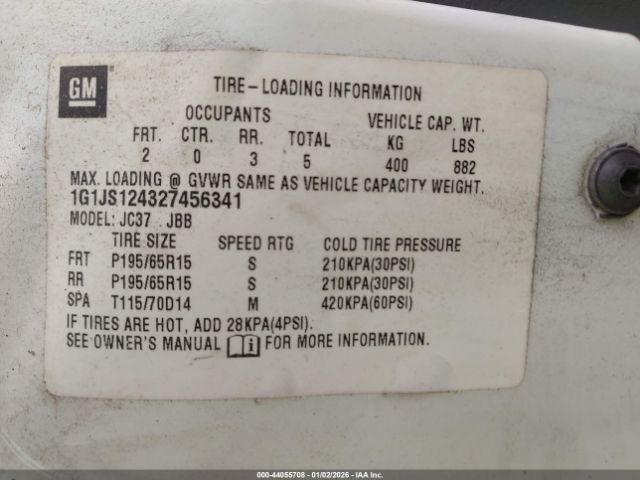 GM
TIRE-LOADING INFORMATION
OCCUPANTS VEHICLE CAP. WT.
FRT. CTR. RR. TOTAL KG LBS
2 0 3 5 400 882
MAX. LOADING @ GVWR SAME AS VEHICLE CAPACITY WEIGHT.
1G1JS124327456341
MODEL: JC37 JBB
TIRE SIZE SPEED RTG COLD TIRE PRESSURE
FRT P195/65R15 S 210KPA(30PSI)
RR P195/65R15 S 210KPA(30PSI)
SPA T115/70D14 M 420KPA(60PSI)
IF TIRES ARE HOT, ADD 28KPA(4PSI).
SEE OWNER'S MANUAL i FOR MORE INFORMATION.
000-44055708 - 01/02/2026 - IAAI Inc.